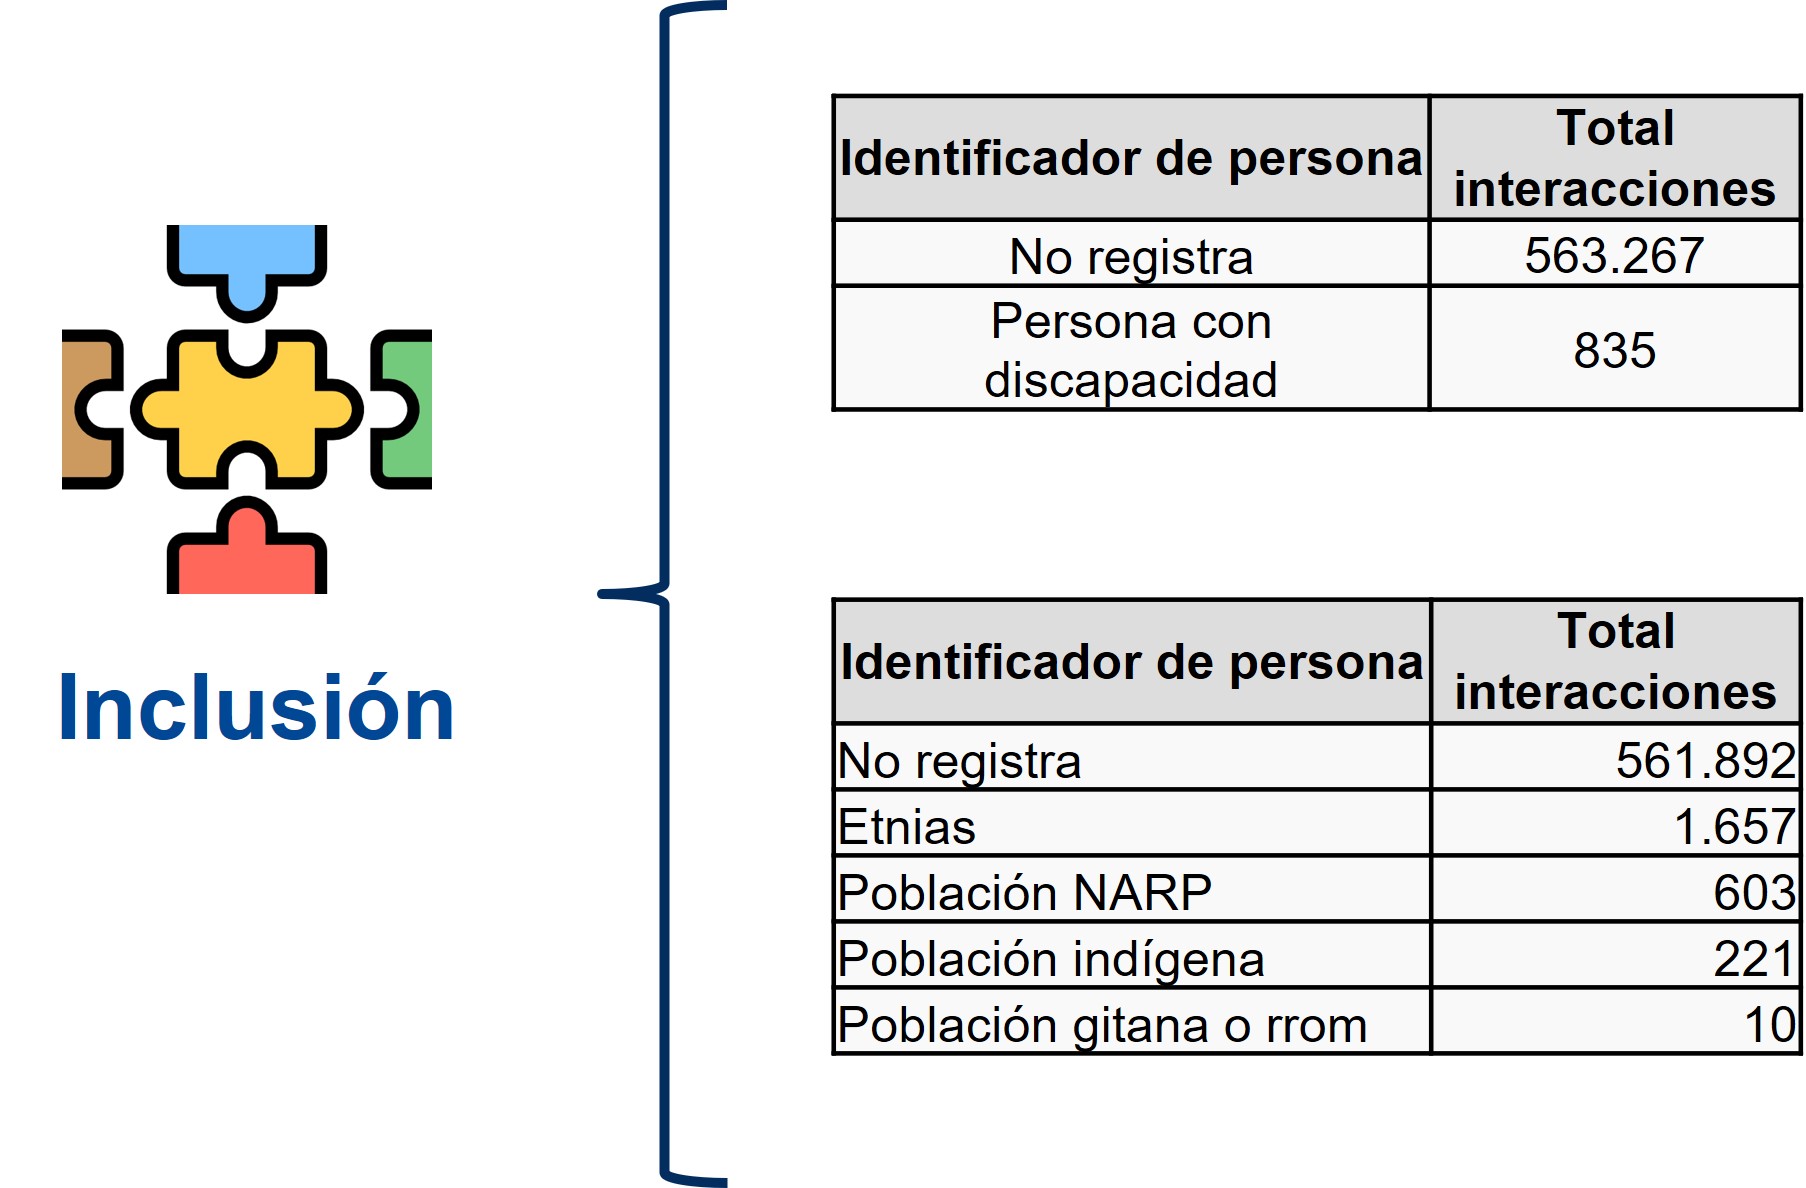 Inclusión
Identificador de persona
Total
interacciones
No registra
563.267
Persona con
discapacidad
835
Identificador de persona
Total
interacciones
No registra
561.892
Etnias
1.657
Población NARP
603
Población indígena
221
Población gitana o rrom
10